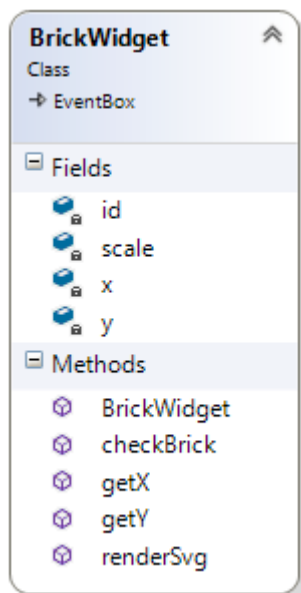 BrickWidget
Class
EventBox
Fields
id
scale
x
y
Methods
BrickWidget
checkBrick
getX
getY
renderSvg